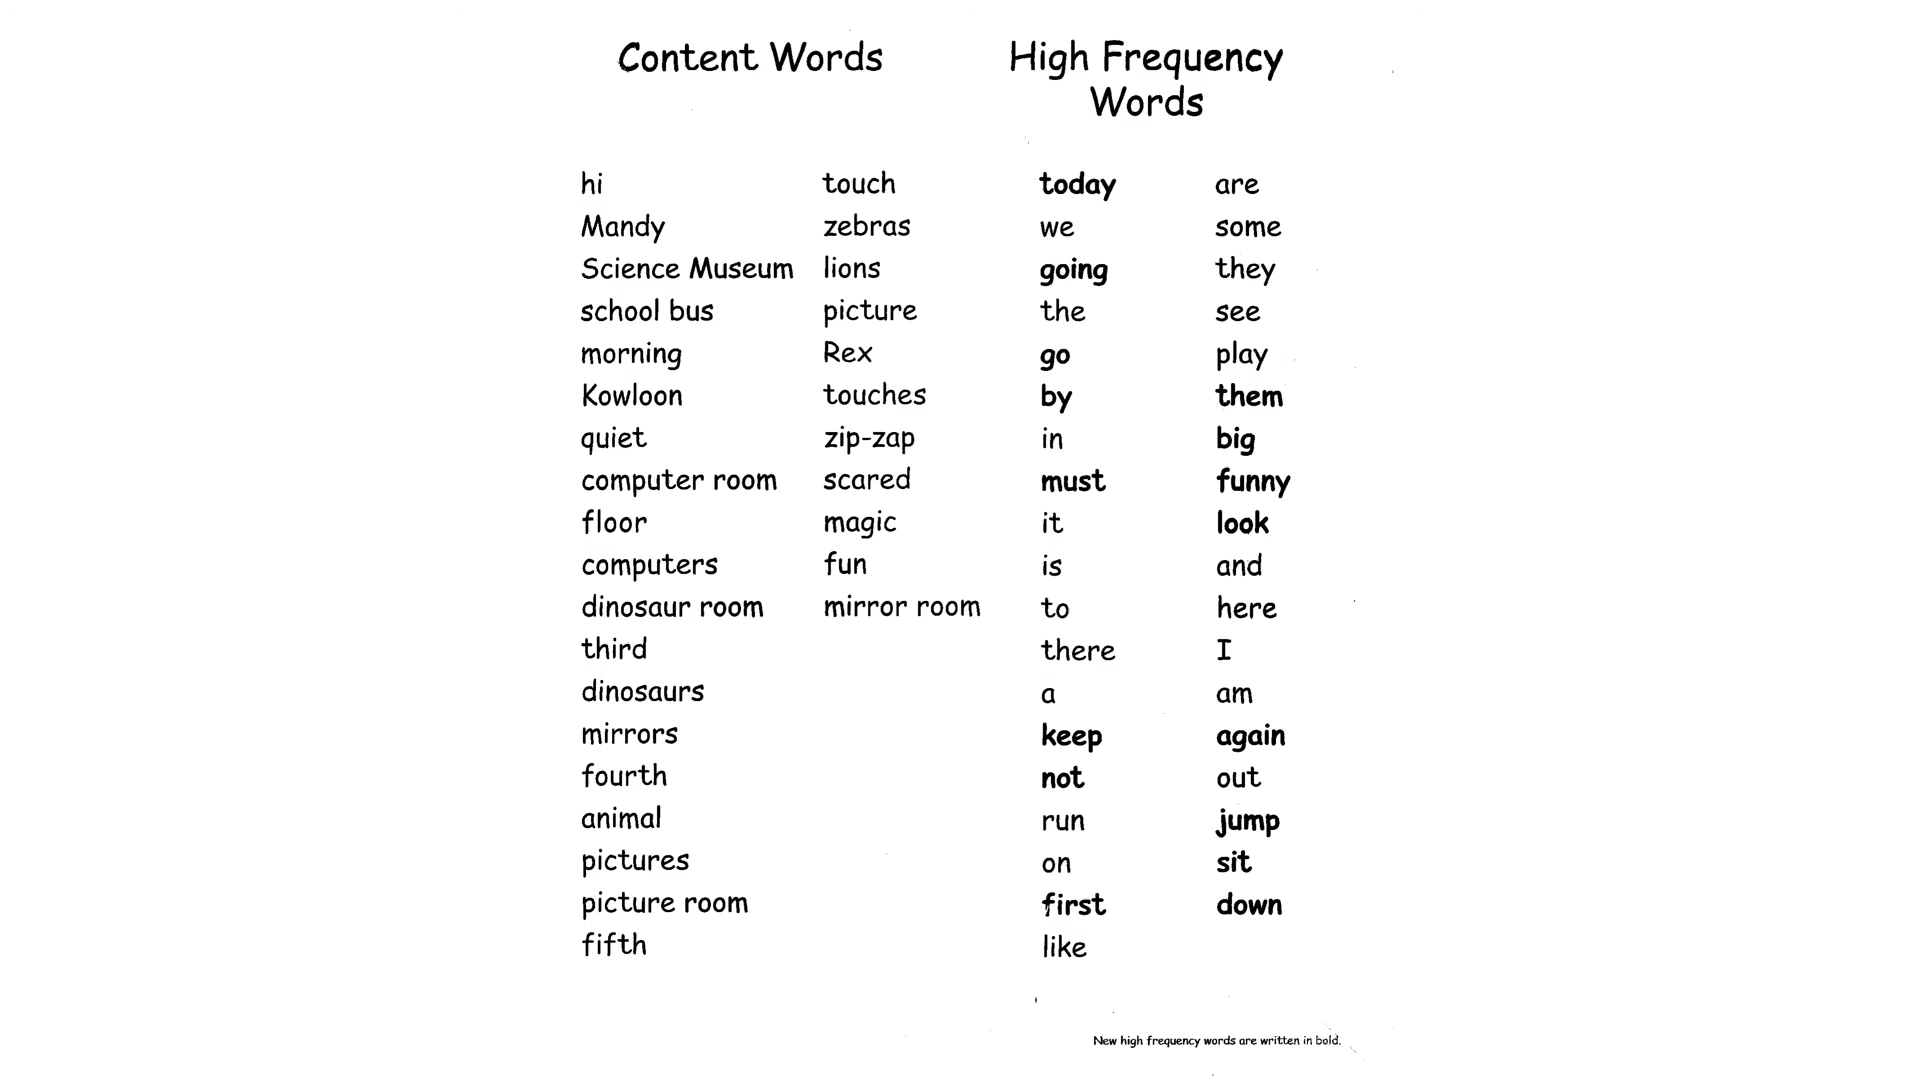 Content Words
hi
Mandy
Science Museum
school bus
morning
Kowloon
quiet
computer room
floor
computers
dinosaur room
third
dinosaurs
mirrors
fourth
animal
pictures
picture room
fifth
touch
zebras
lions
picture
Rex
touches
zip-zap
scared
magic
fun
mirror room
High Frequency
Words
today
we
going
the
go
by
in
must
it
is
to
there
a
keep
not
run
on
first
like
are
some
they
see
play
them
big
funny
look
and
here
I
am
again
out
jump
sit
down
New high frequency words are written in bold.